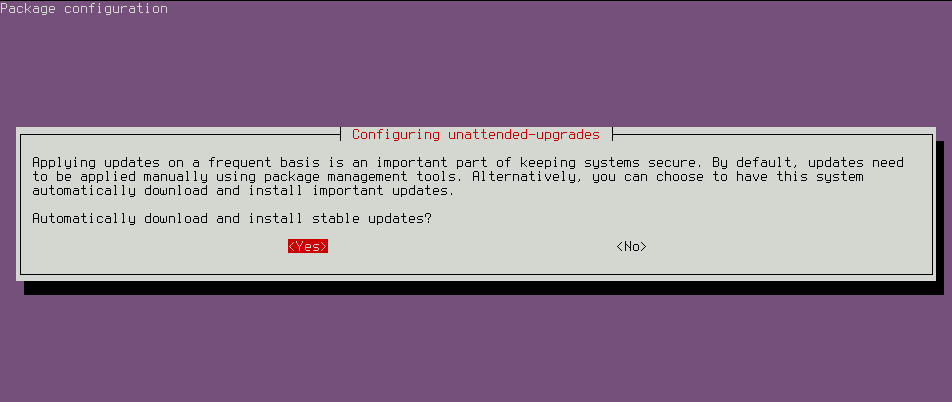 Package configuration
Configuring unattended-upgrades
Applying updates on a frequent basis is an important part of keeping systems secure. By default, updates need
to be applied manually using package management tools. Alternatively, you can choose to have this system
automatically download and install important updates.
Automatically download and install stable updates?
<Yes> <No>